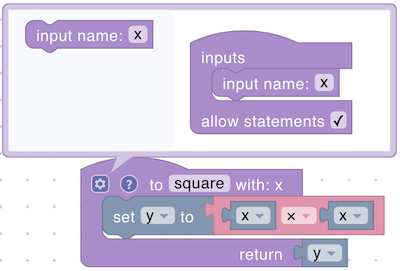 input name: x
inputs
input name: x
allow statements ✓
? to square with: x
set y to x × x
return y